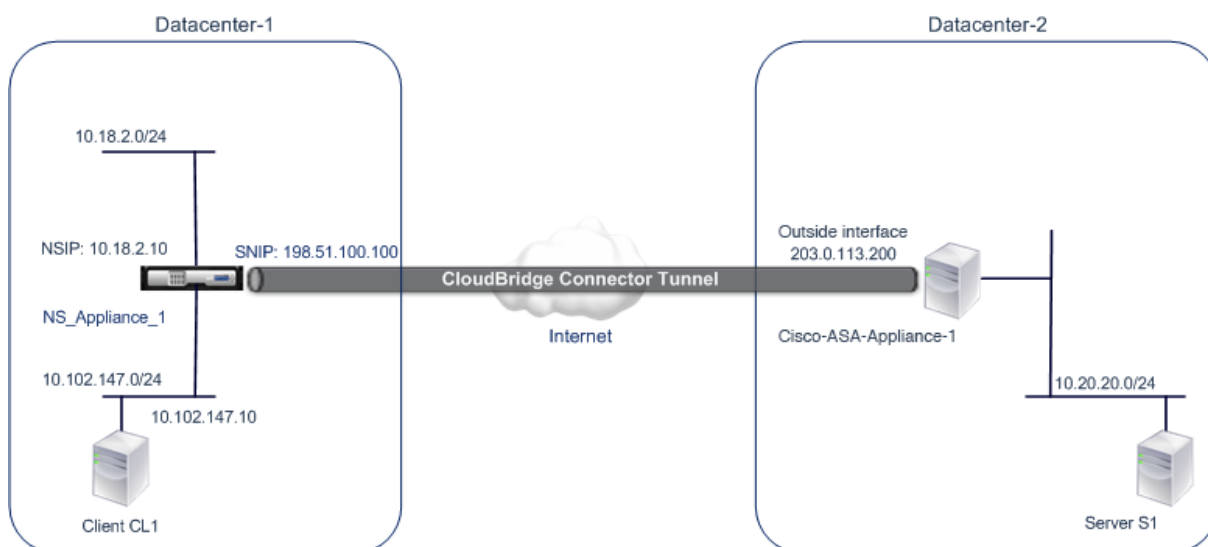 Datacenter-1
Datacenter-2
10.18.2.0/24
NSIP: 10.18.2.10
SNIP: 198.51.100.100
Outside interface
203.0.113.200
CloudBridge Connector Tunnel
NS_Appliance_1
Internet
Cisco-ASA-Appliance-1
10.102.147.0/24
10.102.147.10
10.20.20.0/24
Client CL1
Server S1